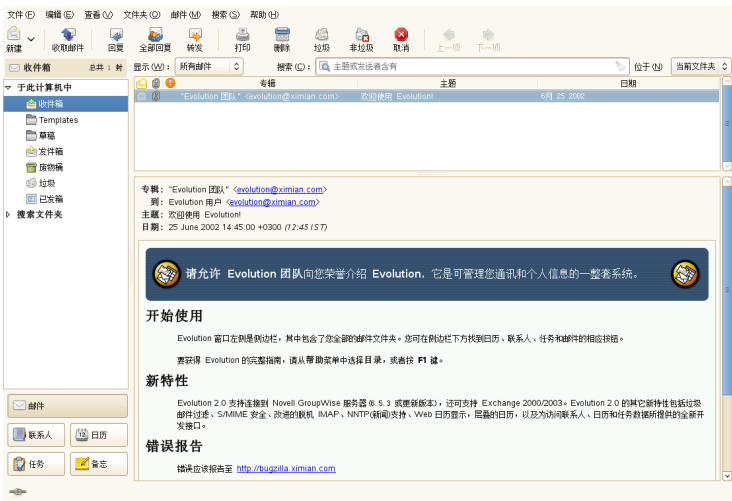 文件(F) 编辑(E) 查看(V) 文件夹(O) 邮件(M) 搜索(S) 帮助(H)
新建 收取邮件 回复 全部回复 转发 打印 删除 垃圾 非垃圾 取消 上一项 下一项
收件箱 总共：封 显示(W)： 所有邮件 搜索(C)： 主题或发送者含有 位于(N) 当前文件夹
于此计算机中
收件箱
Templates
草稿
发件箱
废物桶
垃圾
已发箱
搜索文件夹
专辑 主题 日期
"Evolution 团队" <evolution@ximian.com> 欢迎使用 Evolution! 6月 25 2002
专辑： "Evolution 团队" <evolution@ximian.com>
到： Evolution 用户 <evolution@ximian.com>
主题： 欢迎使用 Evolution!
日期： 25 June 2002 14:45:00 +0300 (12:45 IST)
请允许 Evolution 团队向您荣誉介绍 Evolution，它是可管理您通讯和个人信息的一整套系统。
开始使用
Evolution 窗口左侧是侧边栏，其中包含了您全部的邮件文件夹。您可在侧边栏下方找到日历、联系人、任务和邮件的相应按钮。
要获得 Evolution 的完整指南，请从帮助菜单中选择目录，或者按 F1 键。
新特性
Evolution 2.0 支持连接到 Novell GroupWise 服务器(6.5.3 或更新版本)，还可支持 Exchange 2000/2003。Evolution 2.0 的其它新特性包括垃圾
邮件过滤、S/MIME 安全、改进的脱机 IMAP、NNTP(新闻)支持、Web 日历显示，层叠的日历，以及为访问联系人、日历和任务数据所提供的全新开
发接口。
错误报告
错误应该报告至 http://bugzilla.ximian.com
邮件
联系人 日历
任务 备忘